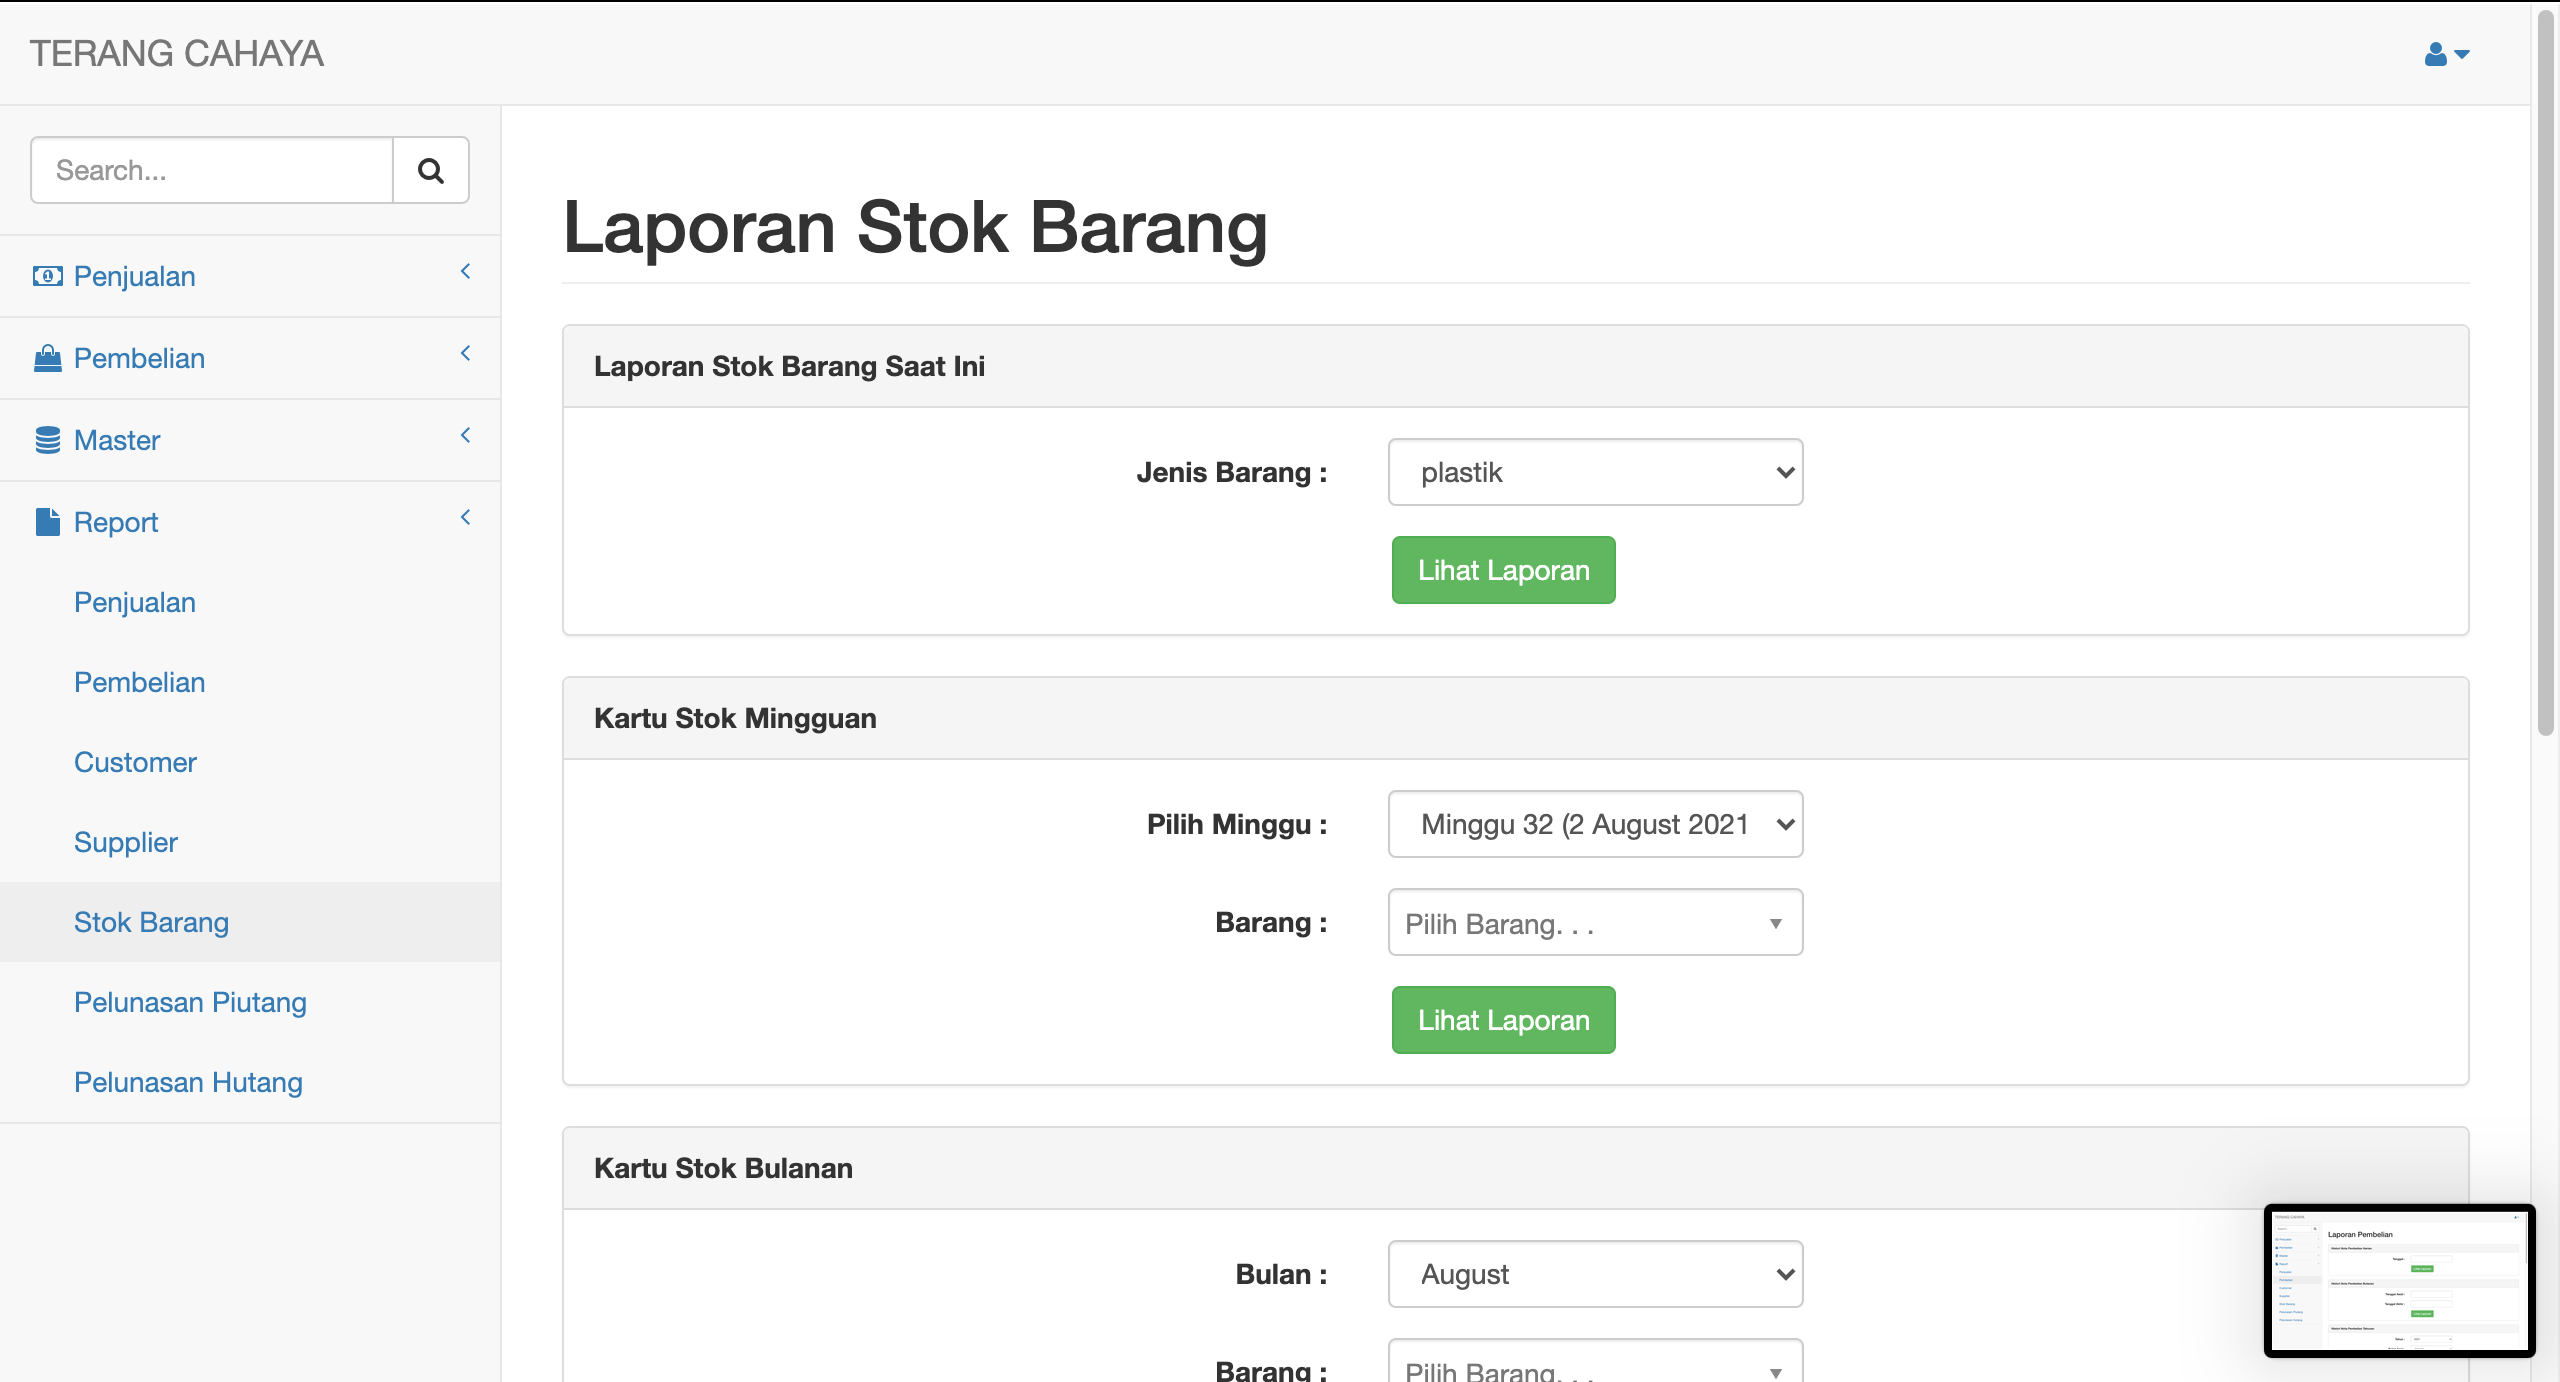 TERANG CAHAYA
Search...
Penjualan
Pembelian
Master
Report
Penjualan
Pembelian
Customer
Supplier
Stok Barang
Pelunasan Piutang
Pelunasan Hutang
Laporan Stok Barang
Laporan Stok Barang Saat Ini
Jenis Barang :
plastik
Lihat Laporan
Kartu Stok Mingguan
Pilih Minggu :
Minggu 32 (2 August 2021
Barang :
Pilih Barang. . .
Lihat Laporan
Kartu Stok Bulanan
Bulan :
August
Barang :
Pilih Barang. . .
Laporan Pembelian